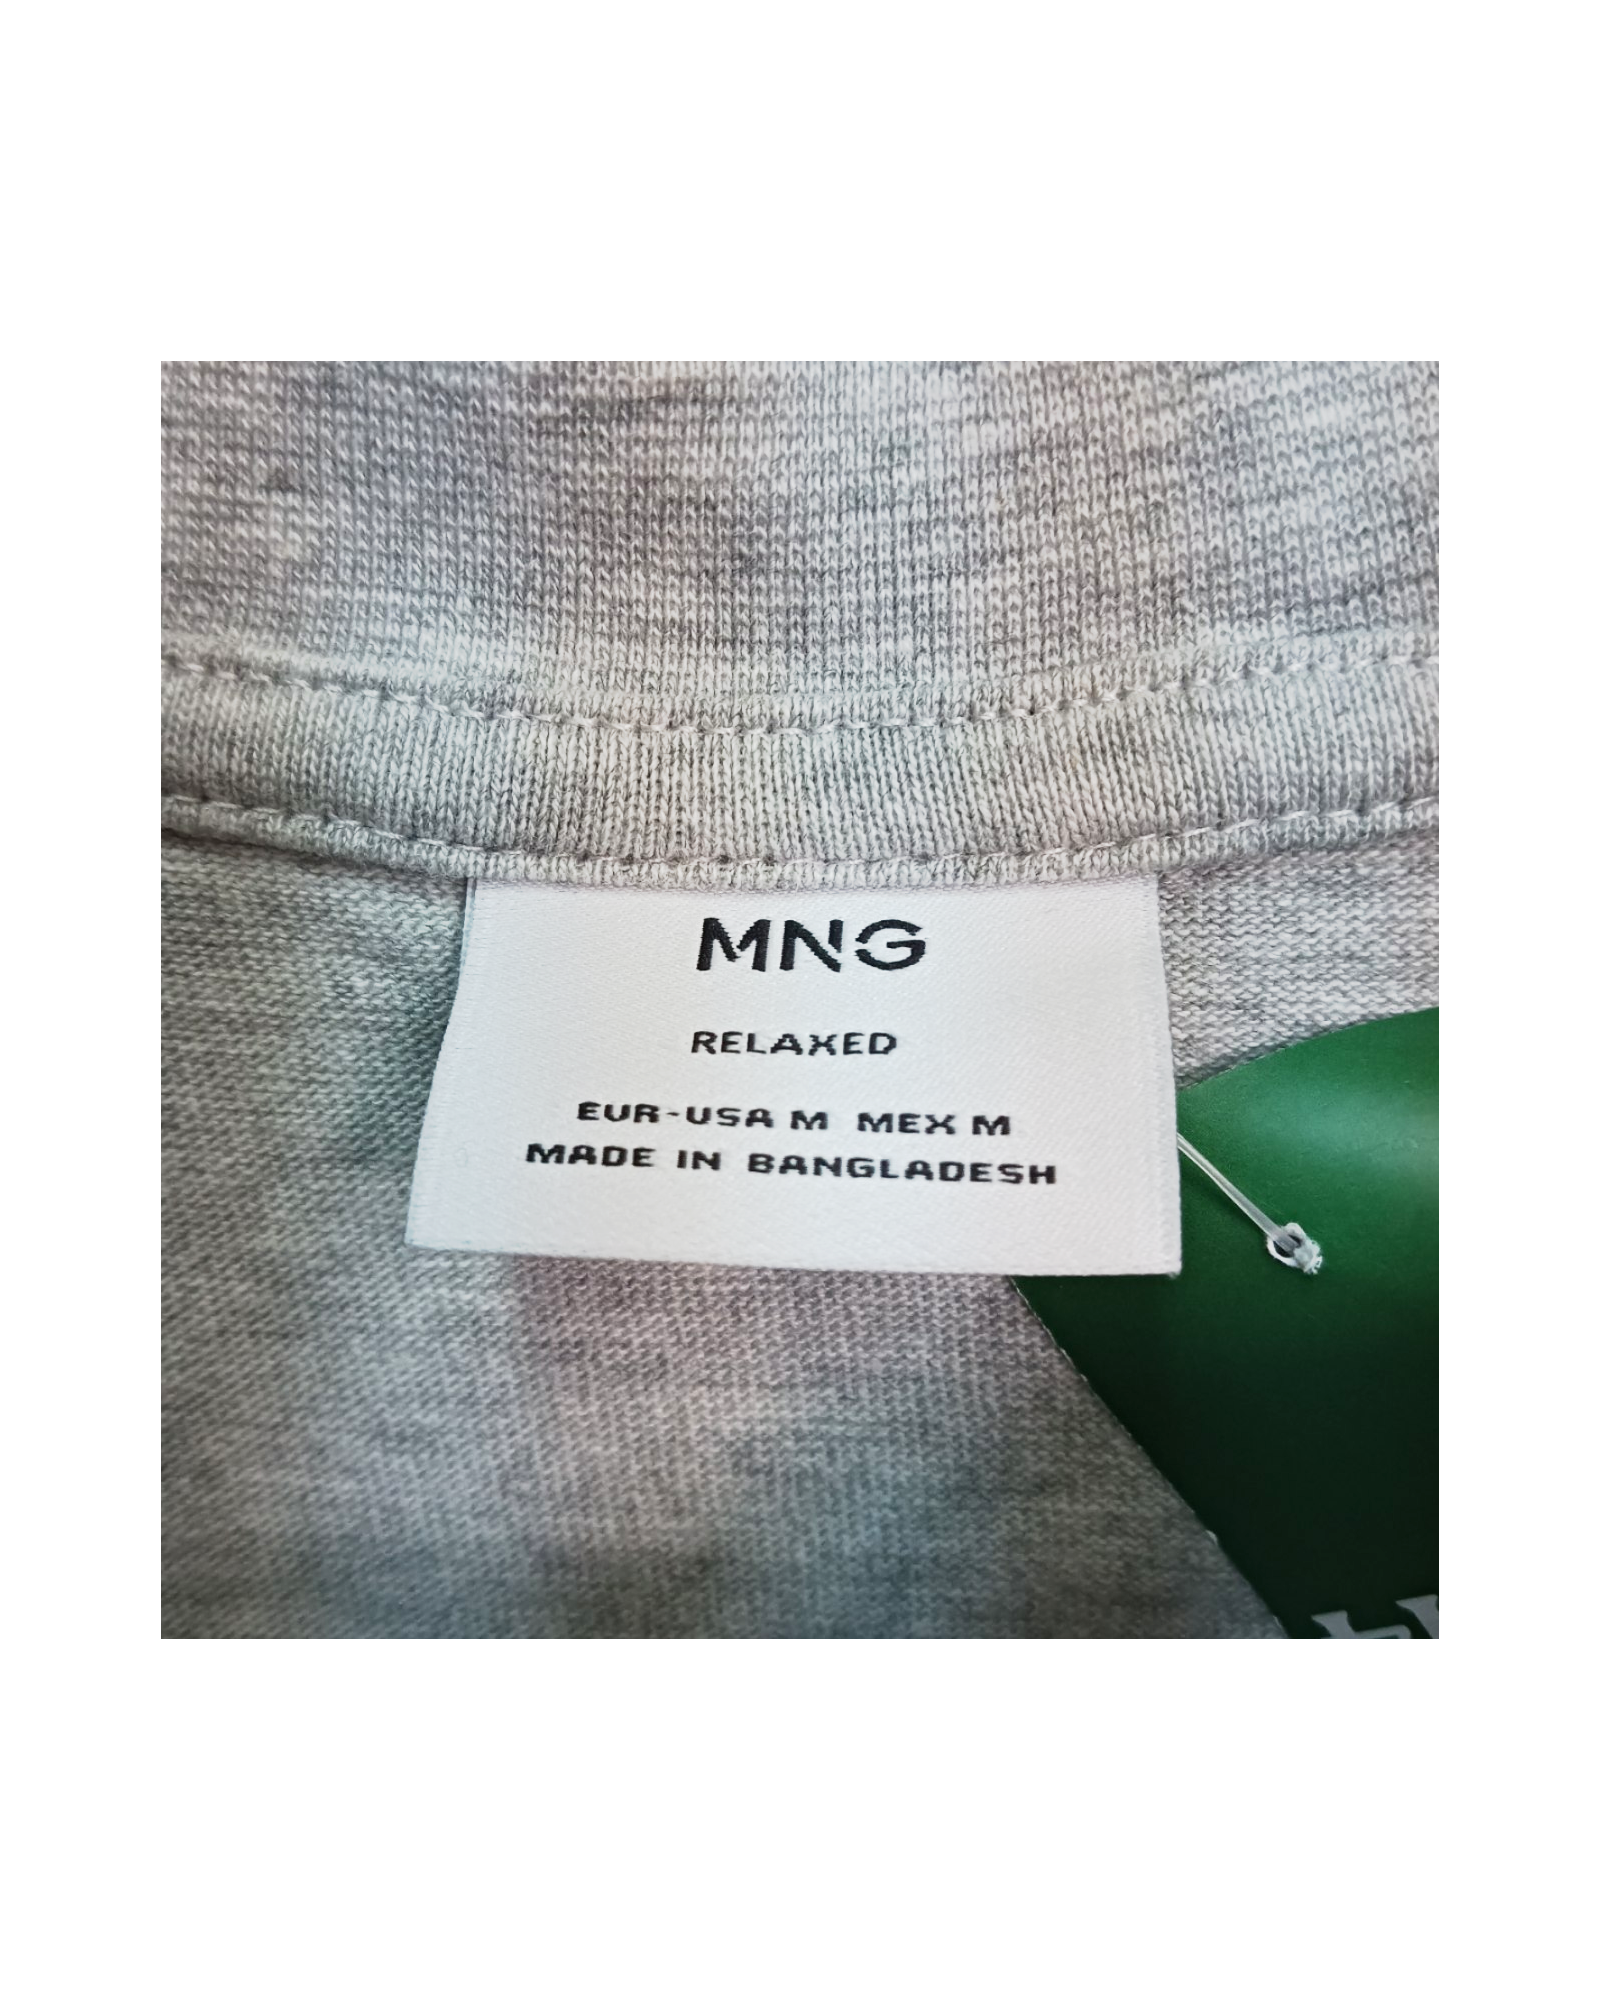 MNG
RELAXED
EUR-USA M MEX M
MADE IN BANGLADESH